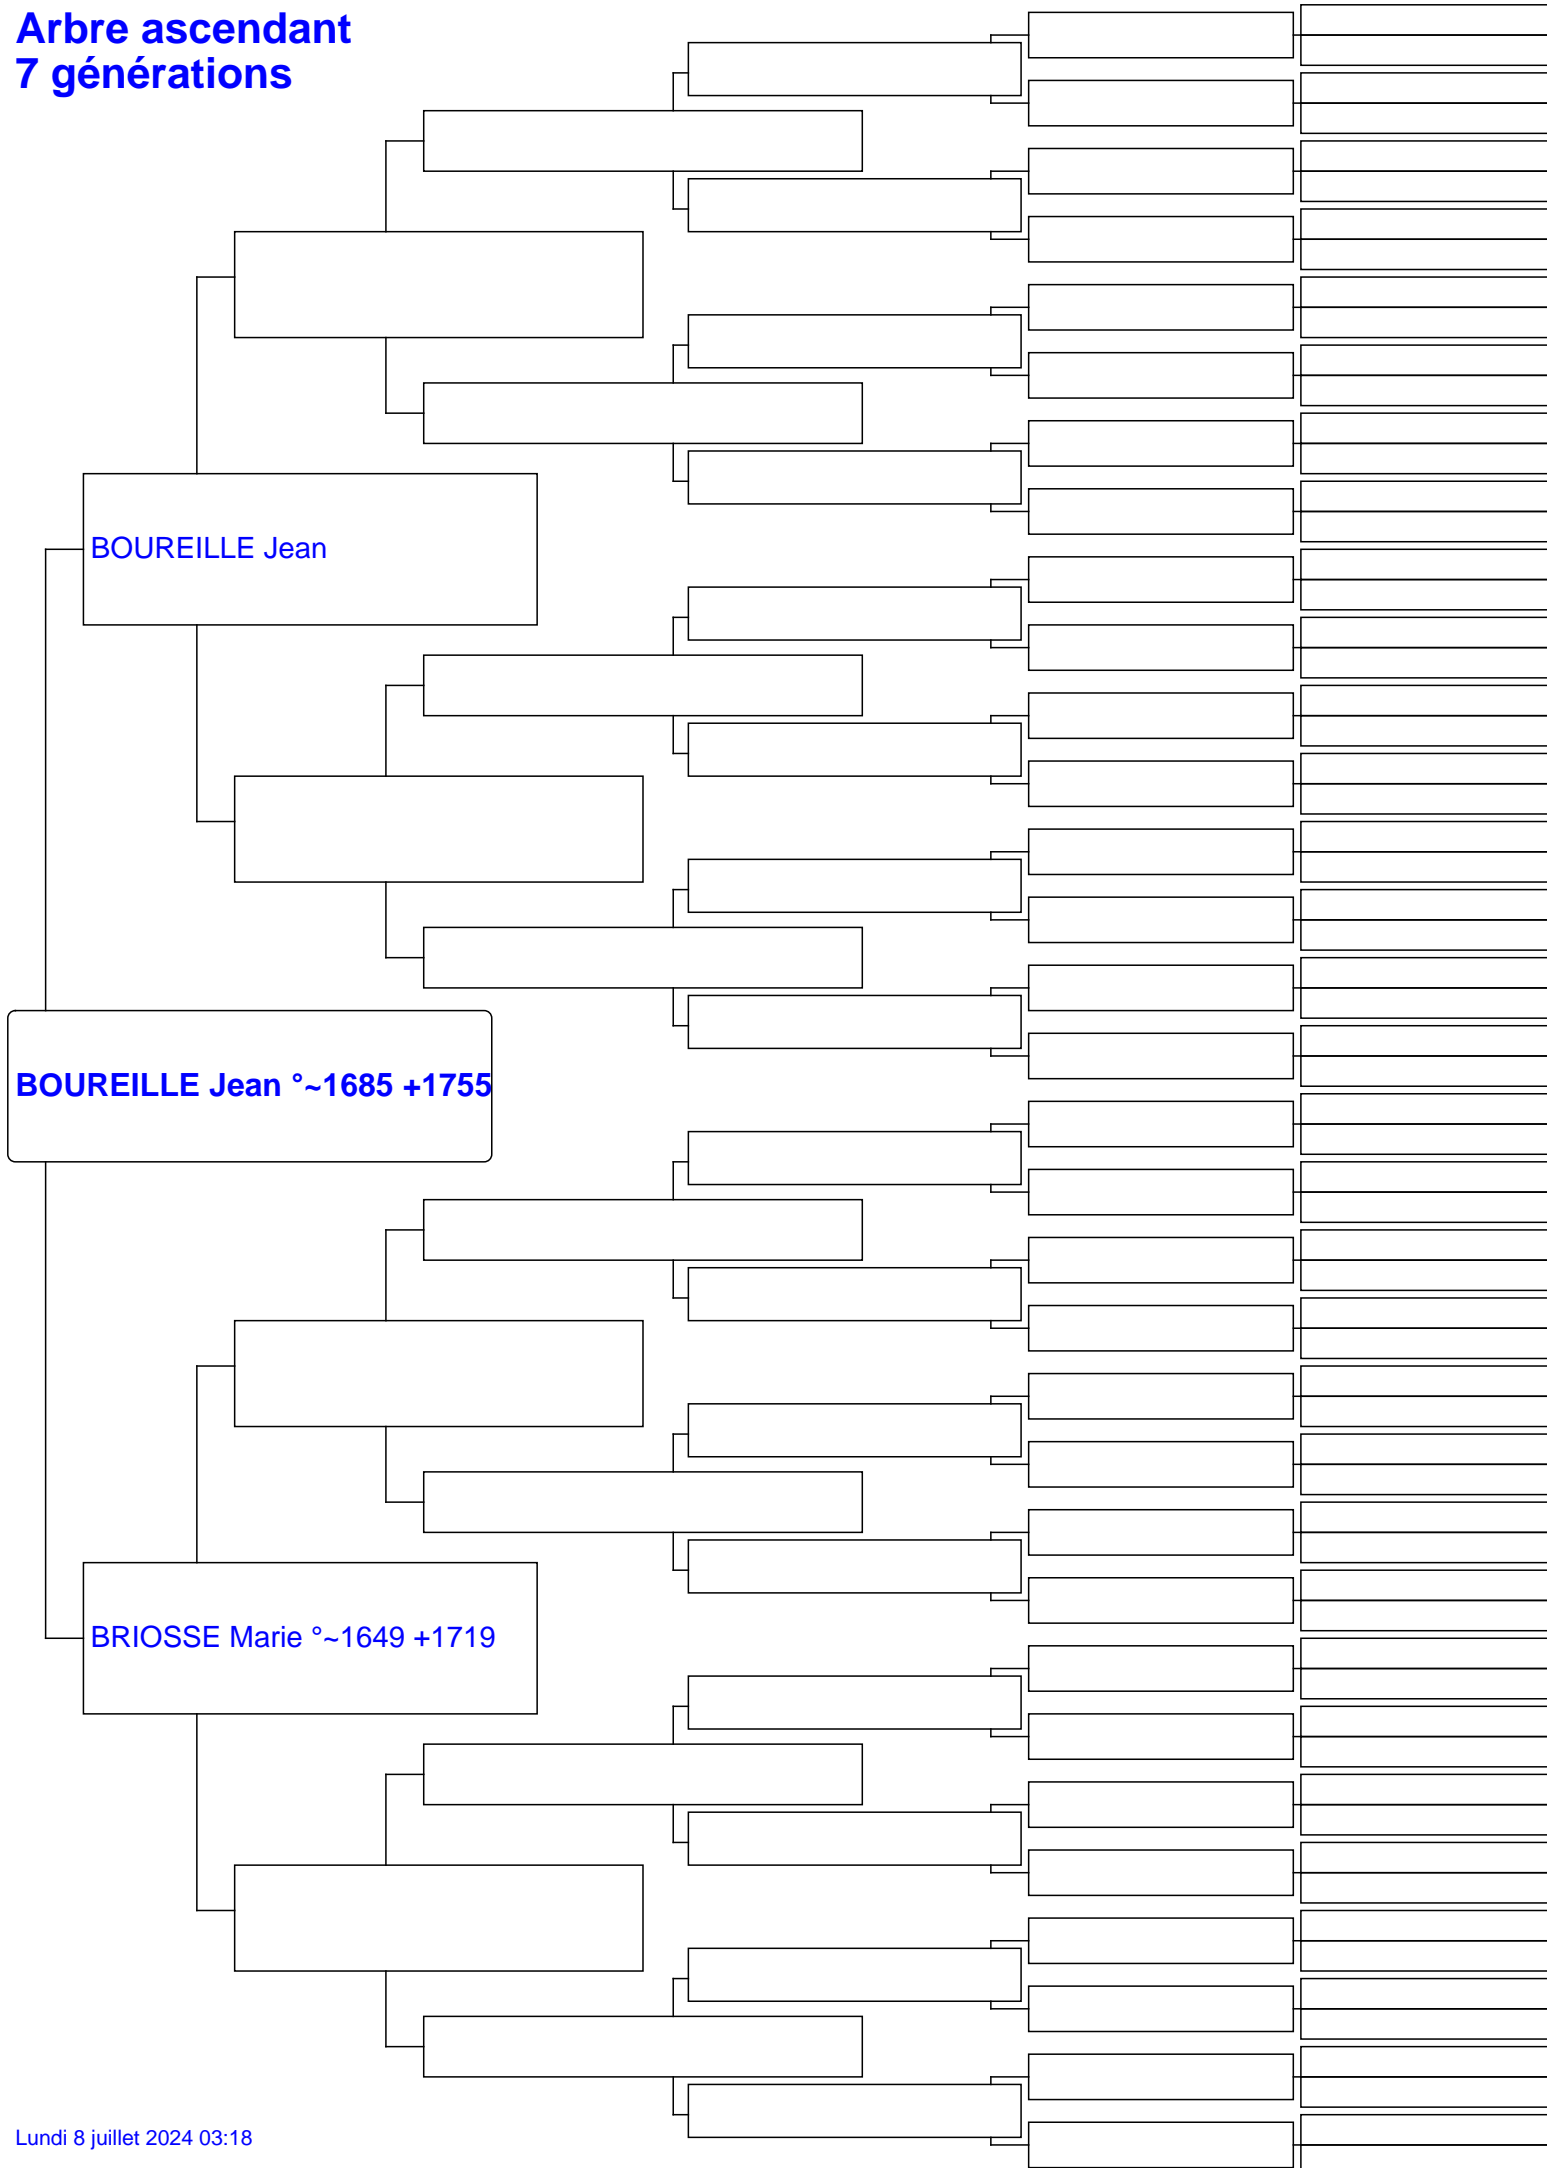 Arbre ascendant
7 générations
BOUREILLE Jean
BOUREILLE Jean °~1685 +1755
BRIOSSE Marie °~1649 +1719
Lundi 8 juillet 2024 03:18